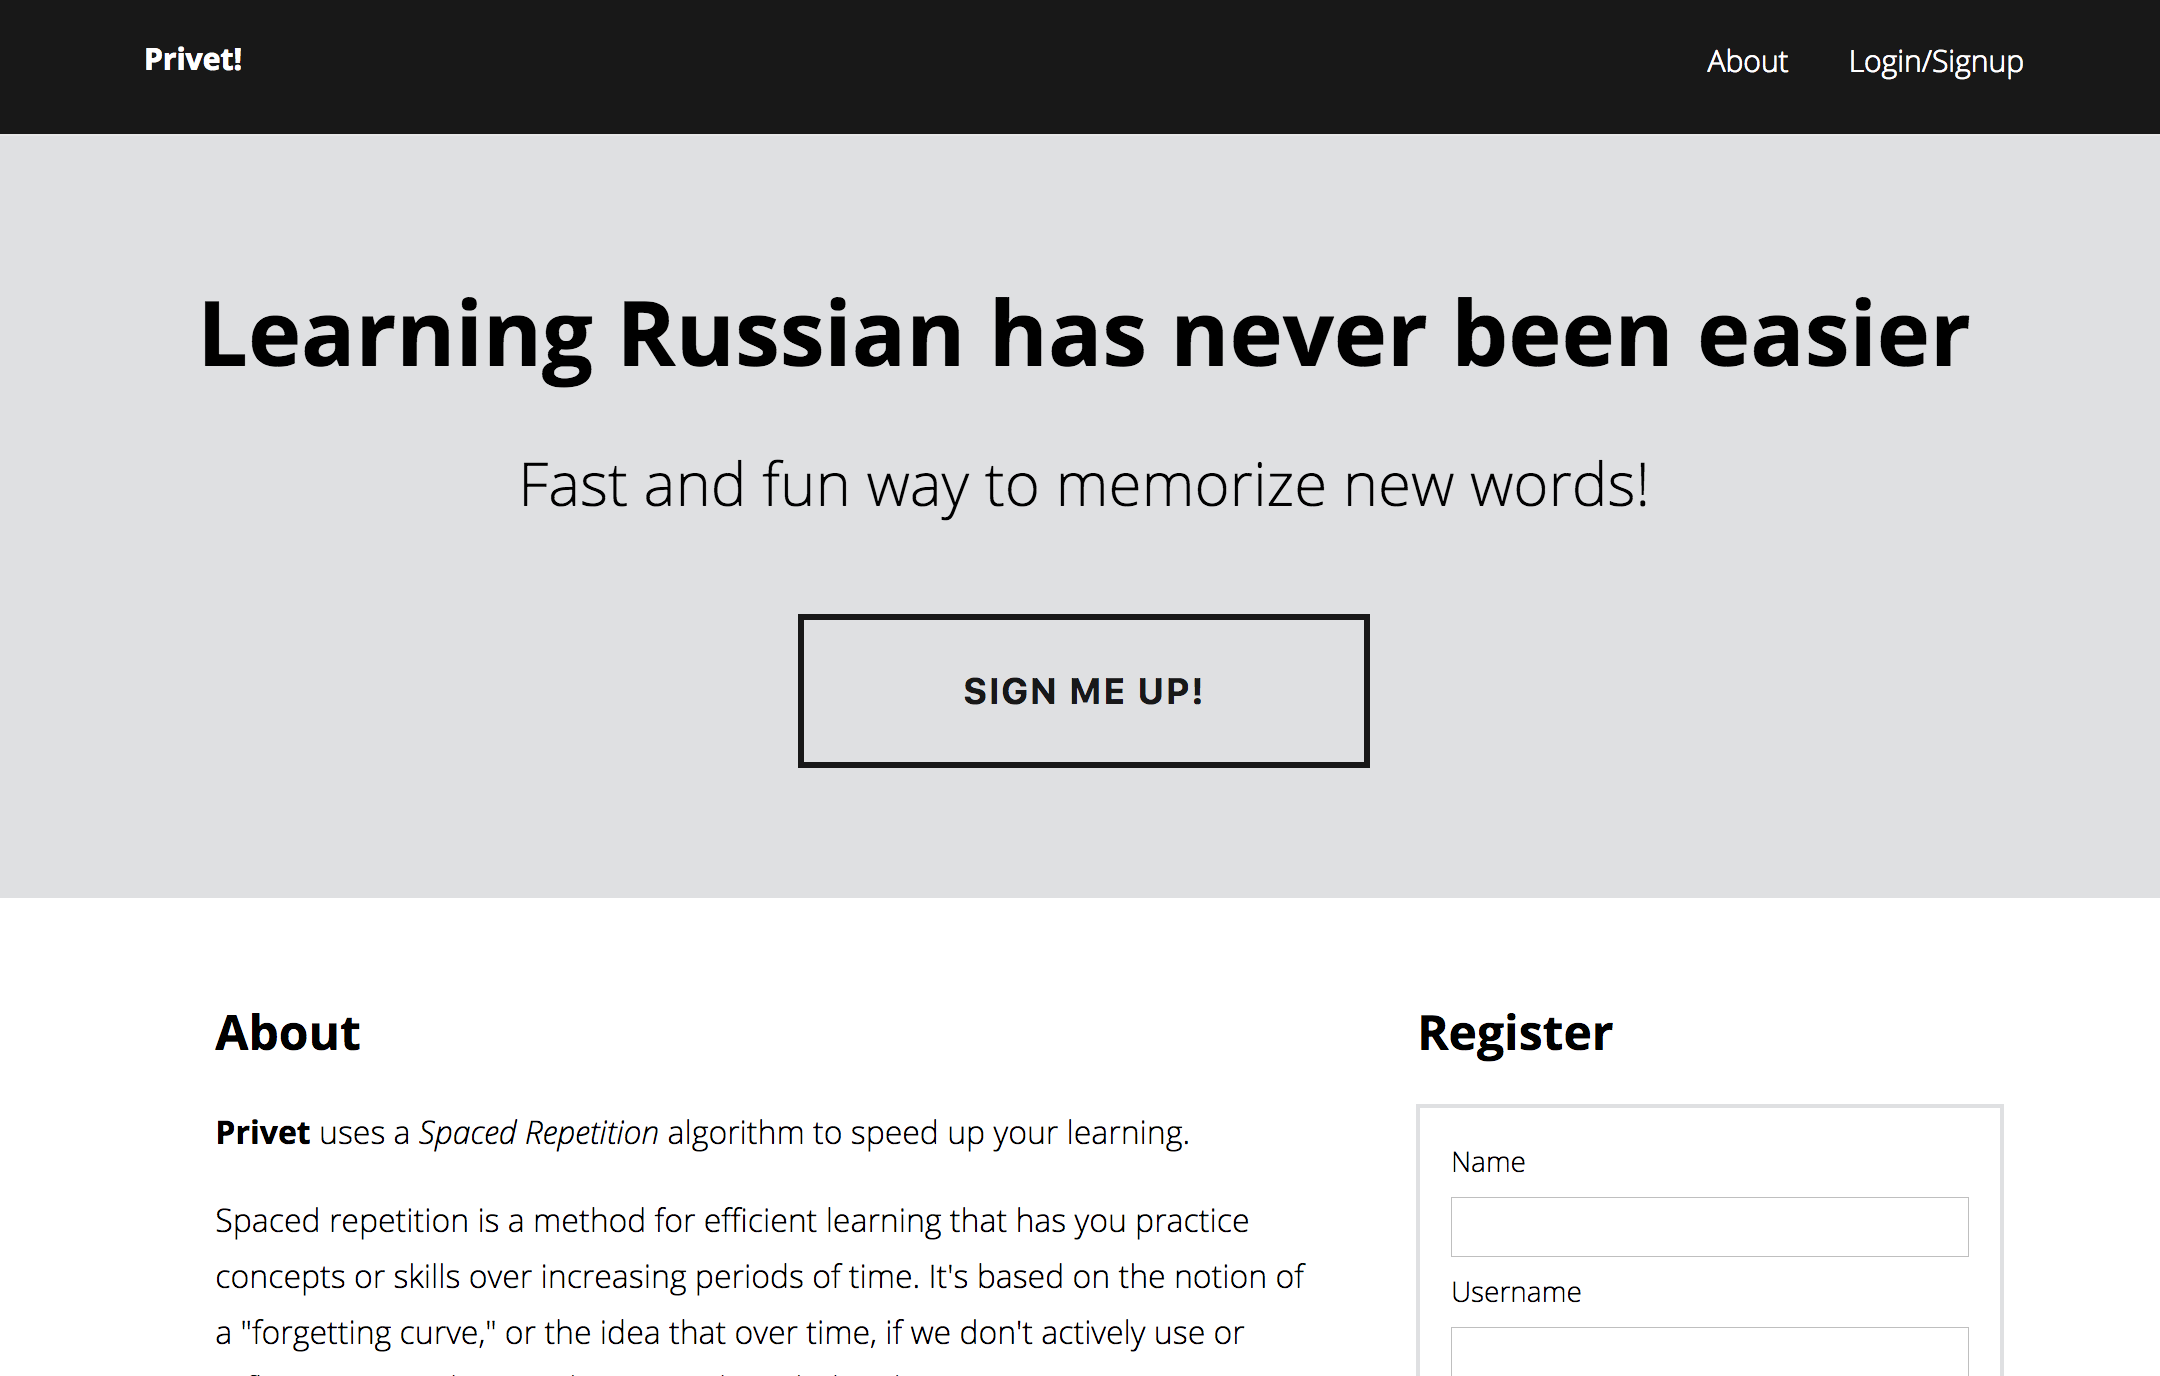 Privet!
About
Login/Signup
Learning Russian has never been easier
Fast and fun way to memorize new words!
SIGN ME UP!
About
Privet uses a Spaced Repetition algorithm to speed up your learning.
Spaced repetition is a method for efficient learning that has you practice
concepts or skills over increasing periods of time. It's based on the notion of
a "forgetting curve," or the idea that over time, if we don't actively use or
Register
Name
Username